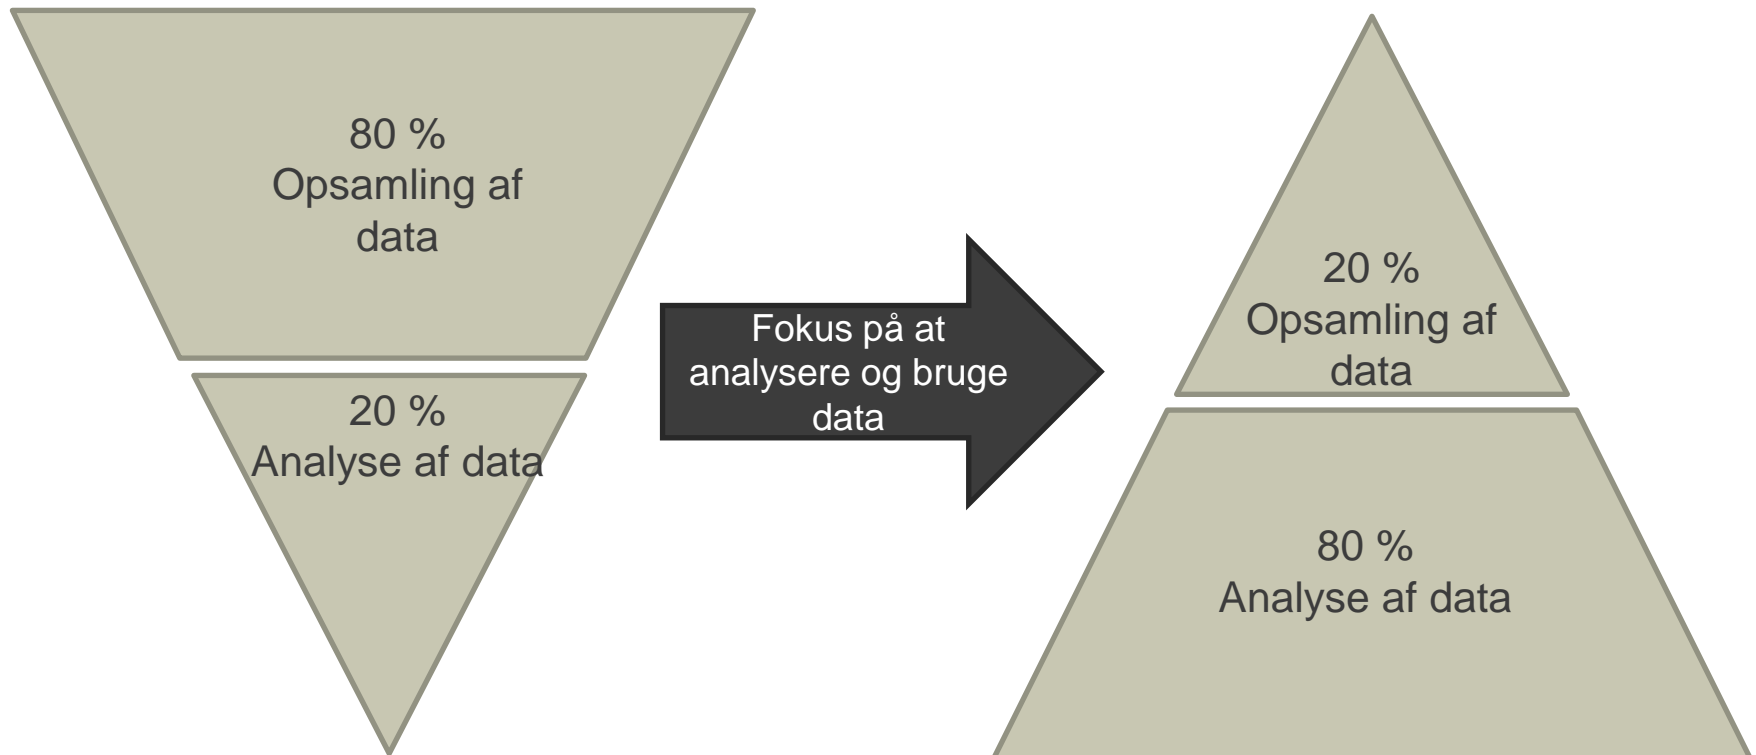 80 %
Opsamling af
data
20 %
Analyse af data
Fokus på at
analysere og bruge
data
20 %
Opsamling af
data
80 %
Analyse af data